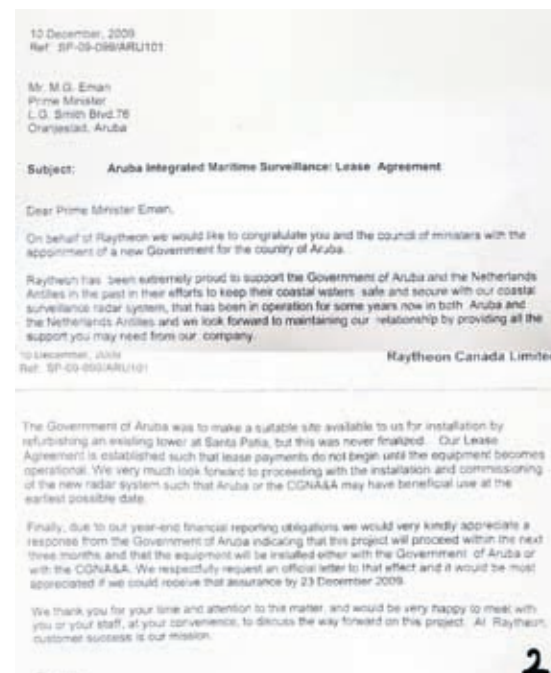 10 December, 2009
Ref: SP-09-099/ARU101
Mr. M.G. Eman
Prime Minister
L.G. Smith Blvd.76
Oranjestad, Aruba
Subject: Aruba Integrated Maritime Surveillance: Lease Agreement
Dear Prime Minister Eman,
On behalf of Raytheon we would like to congratulate you and the council of ministers with the
appointment of a new Government for the country of Aruba.
Raytheon has been extremely proud to support the Government of Aruba and the Netherlands
Antilles in the past in their efforts to keep their coastal waters safe and secure with our coastal
surveillance radar system, that has been in operation for some years now in both Aruba and
the Netherlands Antilles and we look forward to maintaining our relationship by providing all the
support you may need from our company.
10 December, 2009 Raytheon Canada Limite
Ref: SP-09-099/ARU101
The Government of Aruba was to make a suitable site available to us for installation by
refurbishing an existing tower at Santa Patia, but this was never finalized. Our Lease
Agreement is established such that lease payments do not begin until the equipment becomes
operational. We very much look forward to proceeding with the installation and commissioning
of the new radar system such that Aruba or the CGNA&A may have beneficial use at the
earliest possible date.
Finally, due to our year-end financial reporting obligations we would very kindly appreciate a
response from the Government of Aruba indicating that this project will proceed within the next
three months and that the equipment will be installed either with the Government of Aruba or
with the CGNA&A. We respectfully request an official letter to that effect and it would be most
appreciated if we could receive that assurance by 23 December 2009.
We thank you for your time and attention to this matter, and would be very happy to meet with
you or your staff, at your convenience, to discuss the way forward on this project. At Raytheon,
customer success is our mission.
2